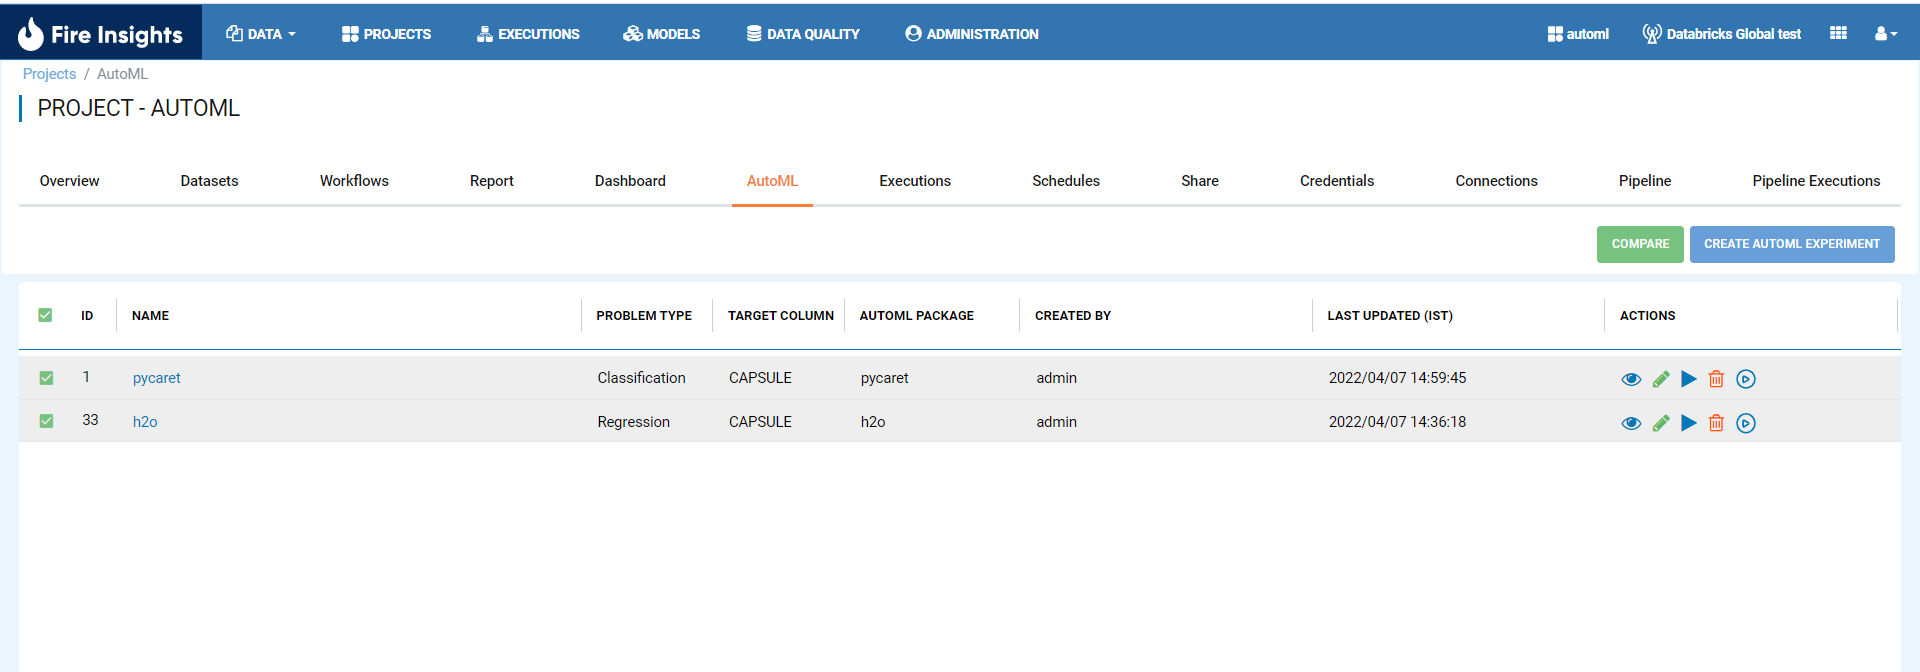 Fire Insights DATA PROJECTS EXECUTIONS MODELS DATA QUALITY ADMINISTRATION automl Databricks Global test
Projects / AutoML
PROJECT - AUTOML
Overview Datasets Workflows Report Dashboard AutoML Executions Schedules Share Credentials Connections Pipeline Pipeline Executions
COMPARE CREATE AUTOML EXPERIMENT
ID NAME PROBLEM TYPE TARGET COLUMN AUTOML PACKAGE CREATED BY LAST UPDATED (IST) ACTIONS
1 pycaret Classification CAPSULE pycaret admin 2022/04/07 14:59:45
33 h2o Regression CAPSULE h2o admin 2022/04/07 14:36:18